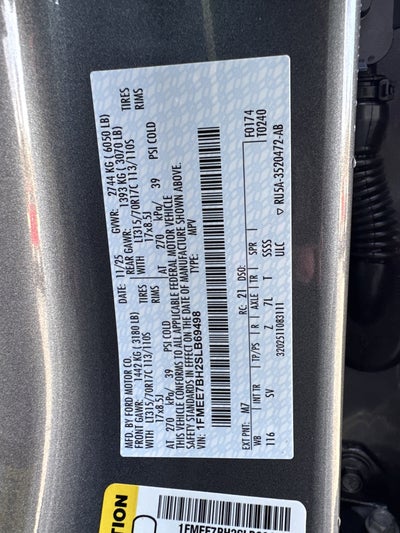 MFD. BY FORD MOTOR CO.
DATE: 11/25
GVWR: 2744 KG ( 6050 LB)
FRONT GAWR: 1442 KG ( 3180 LB)
REAR GAWR: 1393 KG ( 3070 LB)
WITH LT315/70R17C 113/110S TIRES
WITH LT315/70R17C 113/110S TIRES
17x8.5J RIMS
17x8.5J RIMS
AT 270 kPa/ 39 PSI COLD
AT 270 kPa/ 39 PSI COLD
THIS VEHICLE CONFORMS TO ALL APPLICABLE FEDERAL MOTOR VEHICLE
SAFETY STANDARDS IN EFFECT ON THE DATE OF MANUFACTURE SHOWN ABOVE.
VIN: 1FMEE7BH2SLB69498
TYPE: MPV
F0174
T0240
EXT PNT: M7 RC: 21 DSO:
WB INT TR TP/PS R AXLE TR SPR
116 SV Z 7L T SSSS
3202511083111 ULC
▽ RU5A-3520472-AB